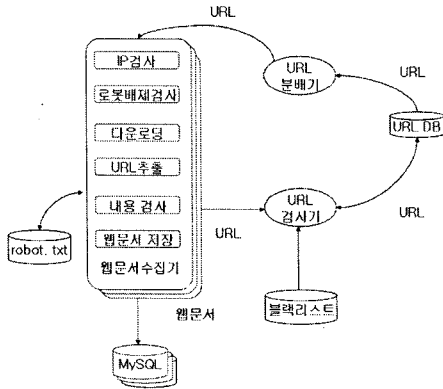 URL
IP검사
로봇배제검사
다운로딩
URL추출
내용 검사
웹문서 저장
웹문서수집기
URL
분배기
URL
URL DB
URL
검사기
URL
URL
robot. txt
블랙리스트
웹문서
MySQL